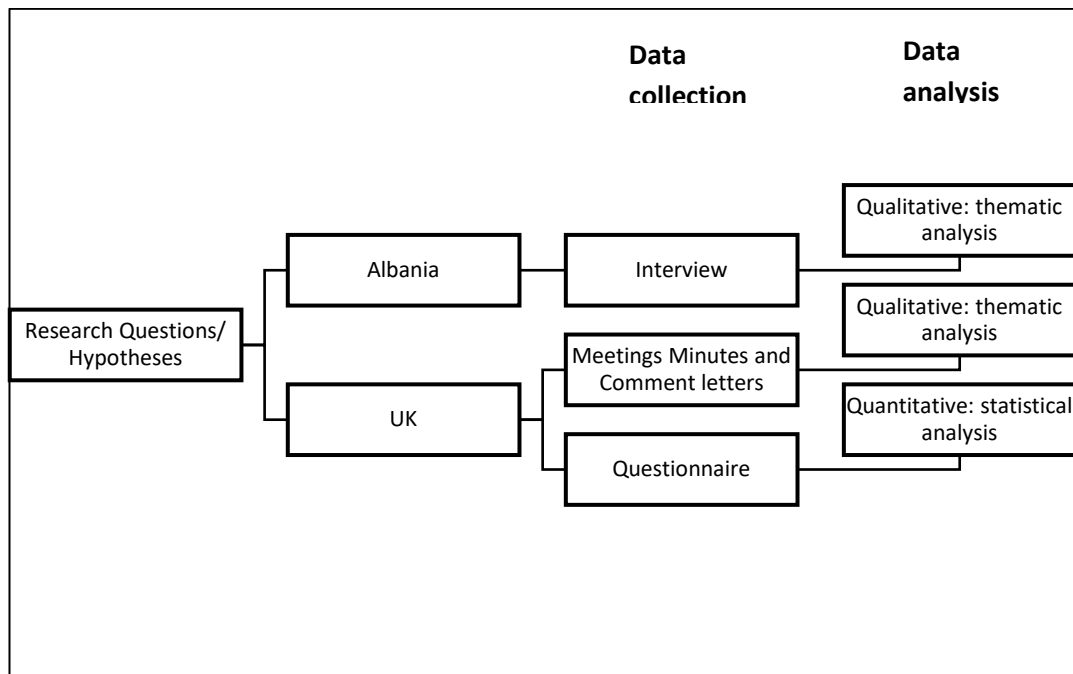 Data
collection
Data
analysis
Qualitative: thematic
analysis
Albania
Interview
Qualitative: thematic
analysis
Research Questions/
Hypotheses
Meetings Minutes and
Comment letters
UK
Quantitative: statistical
analysis
Questionnaire